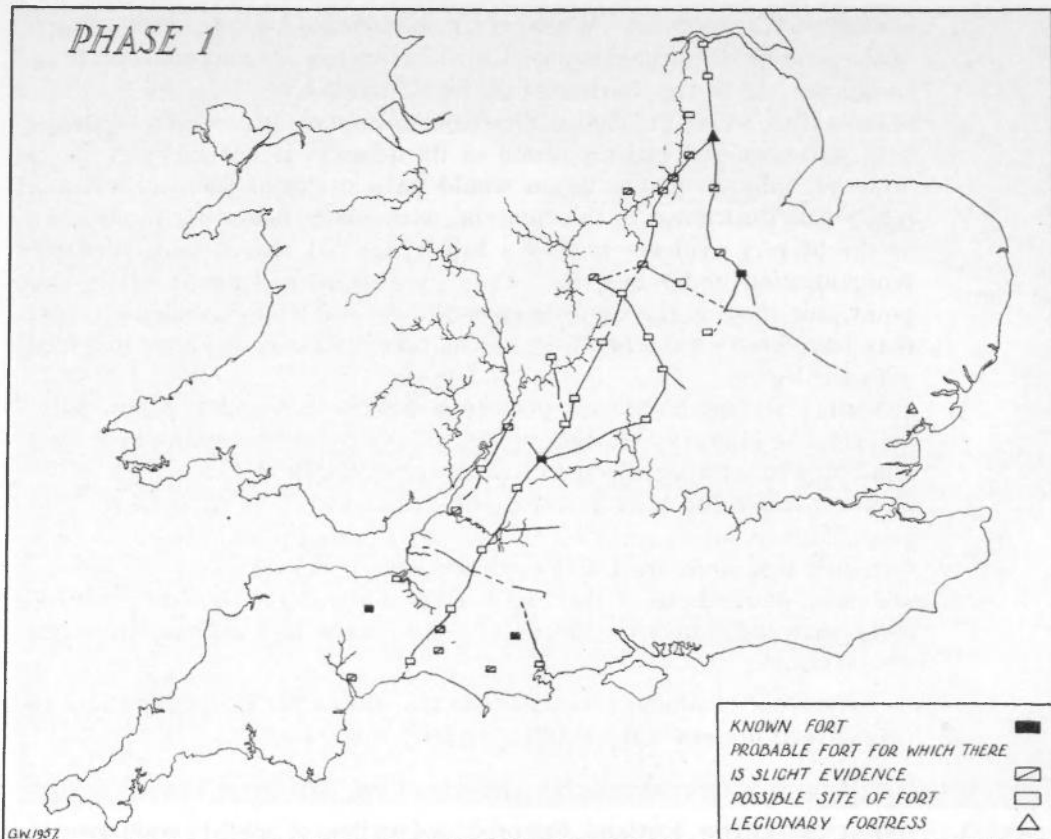 PHASE 1
KNOWN FORT
PROBABLE FORT FOR WHICH THERE
IS SLIGHT EVIDENCE
POSSIBLE SITE OF FORT
LEGIONARY FORTRESS
G.W.1957